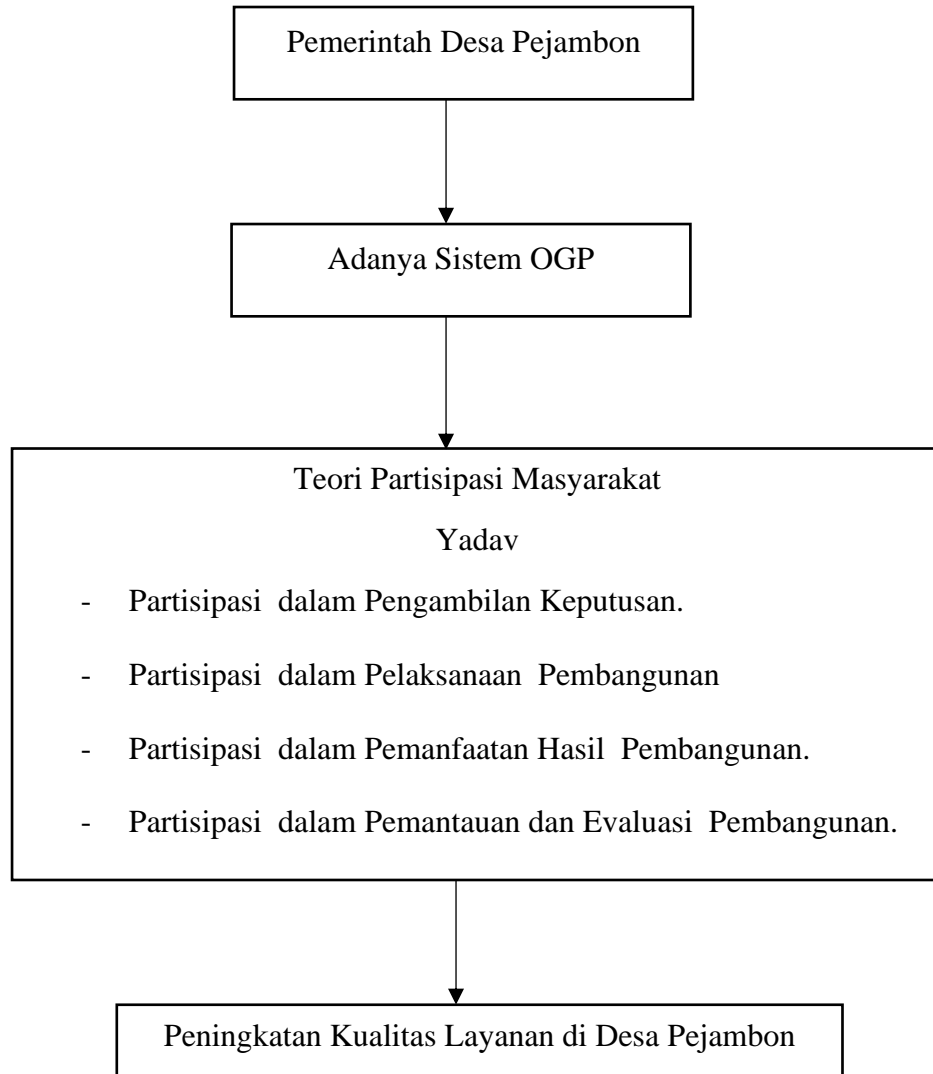 Pemerintah Desa Pejambon
Adanya Sistem OGP
Teori Partisipasi Masyarakat
Yadav
- Partisipasi dalam Pengambilan Keputusan.
- Partisipasi dalam Pelaksanaan Pembangunan
- Partisipasi dalam Pemanfaatan Hasil Pembangunan.
- Partisipasi dalam Pemantauan dan Evaluasi Pembangunan.
Peningkatan Kualitas Layanan di Desa Pejambon